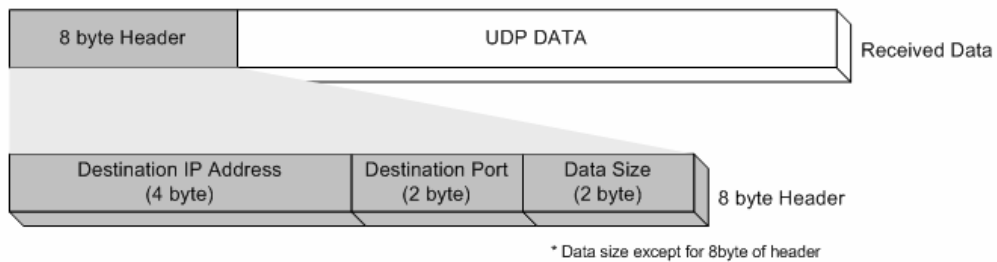 8 byte Header
UDP DATA
Received Data
Destination IP Address
(4 byte)
Destination Port
(2 byte)
Data Size
(2 byte)
8 byte Header
* Data size except for 8byte of header